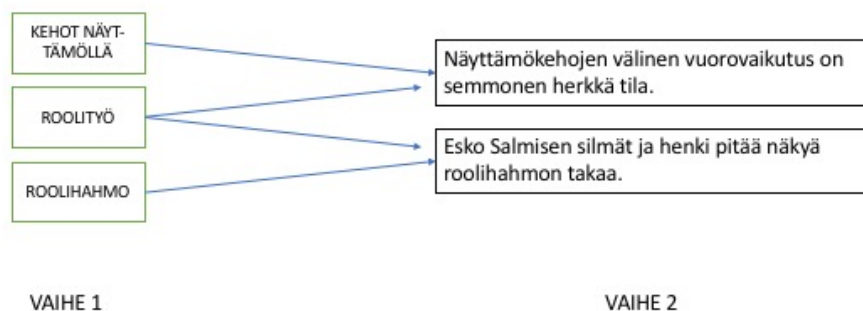 KEHOT NÄYT-
TÄMÖLLÄ
ROOLITYÖ
ROOLIHAHMO
Näyttämökehojen välinen vuorovaikutus on
semmonen herkkä tila.
Esko Salmisen silmät ja henki pitää näkyä
roolihahmon takaa.
VAIHE 1
VAIHE 2